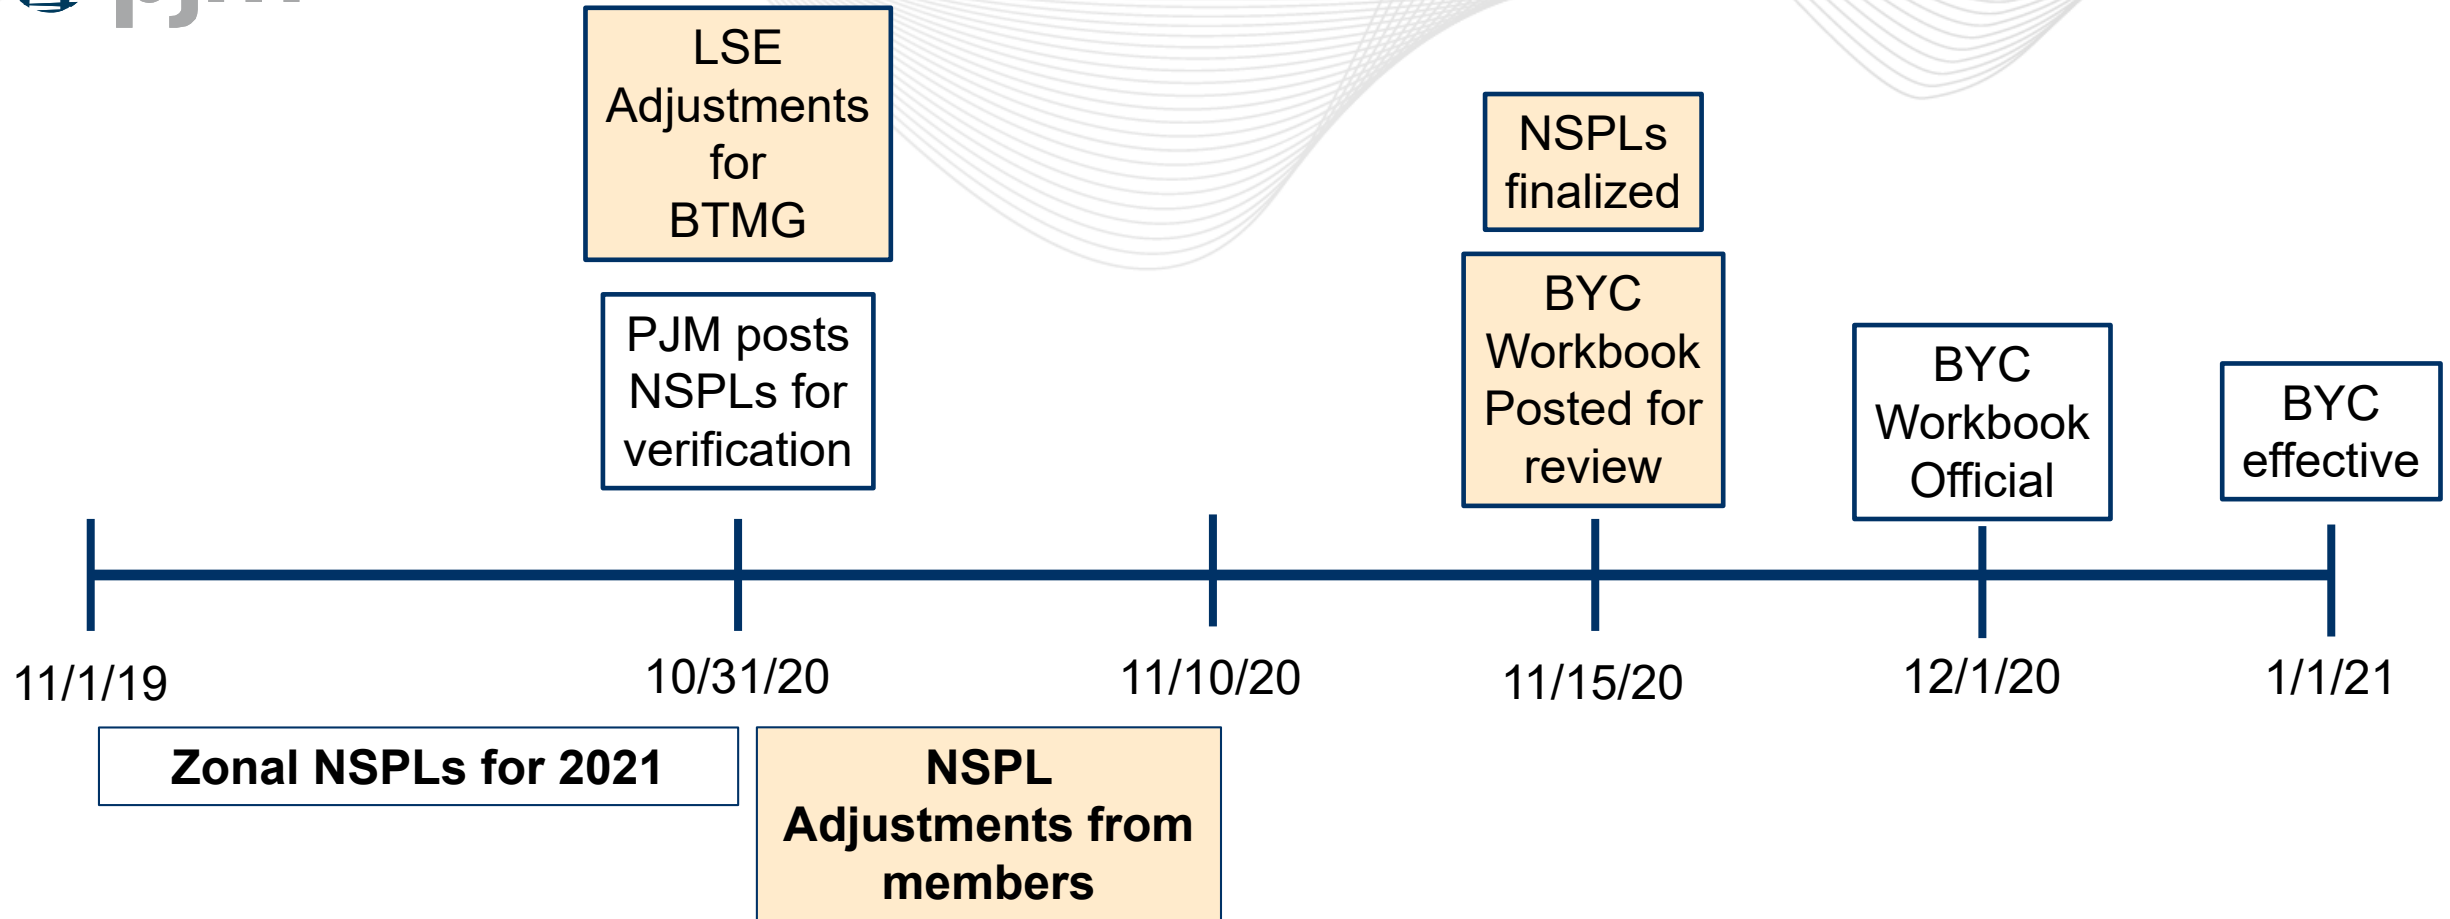 pjm
LSE
Adjustments
for
BTMG
PJM posts
NSPLs for
verification
NSPLs
finalized
BYC
Workbook
Posted for
review
BYC
Workbook
Official
BYC
effective
11/1/19
10/31/20
11/10/20
11/15/20
12/1/20
1/1/21
Zonal NSPLs for 2021
NSPL
Adjustments from
members